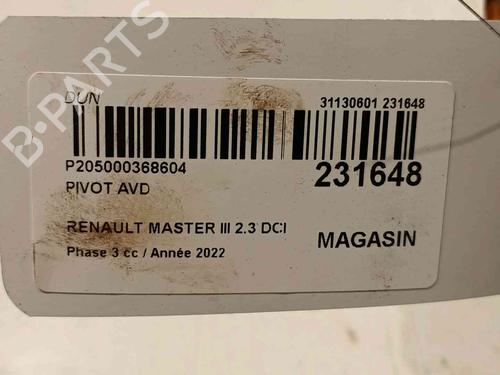 DUN
31130601 231648
P205000368604
231648
PIVOT AVD
RENAULT MASTER III 2.3 DCI
MAGASIN
Phase 3 cc / Année 2022
B-PARTS